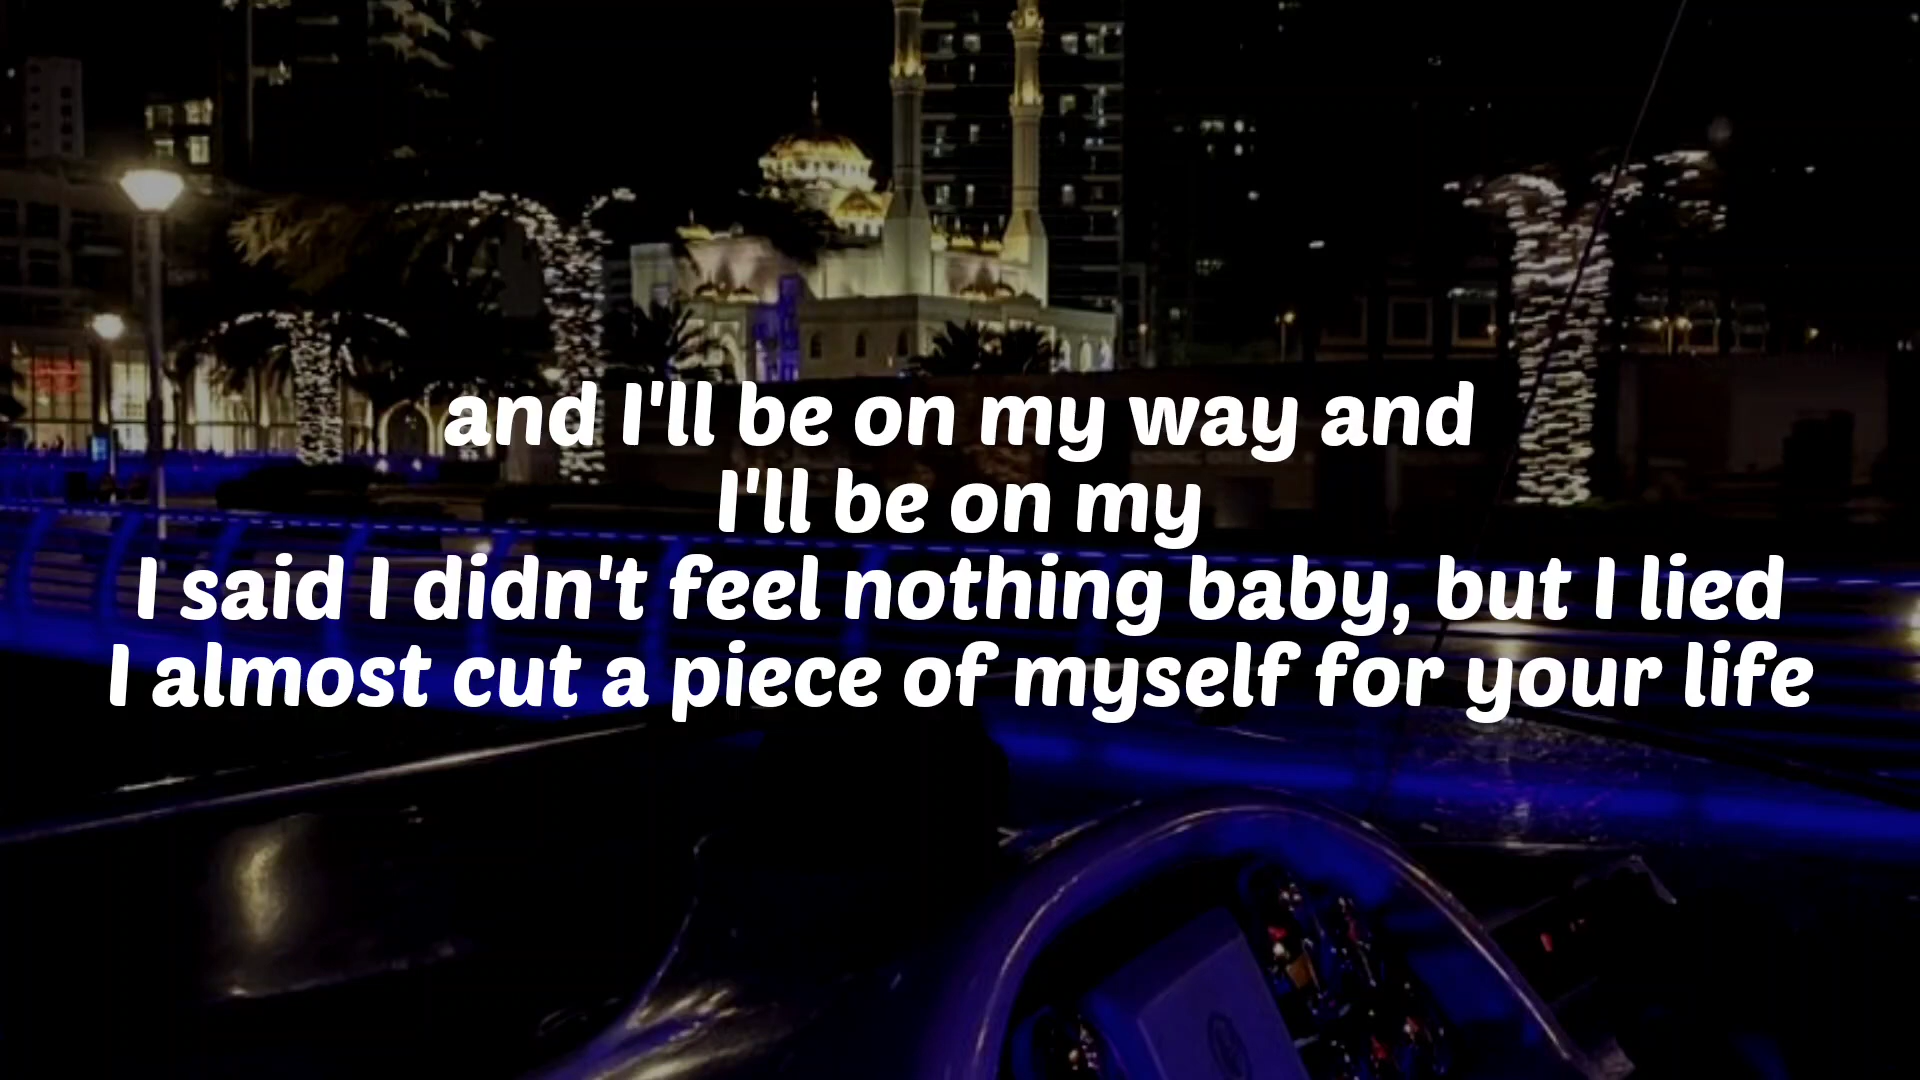 and I'll be on my way and
I'll be on my
I said I didn't feel nothing baby, but I lied
I almost cut a piece of myself for your life